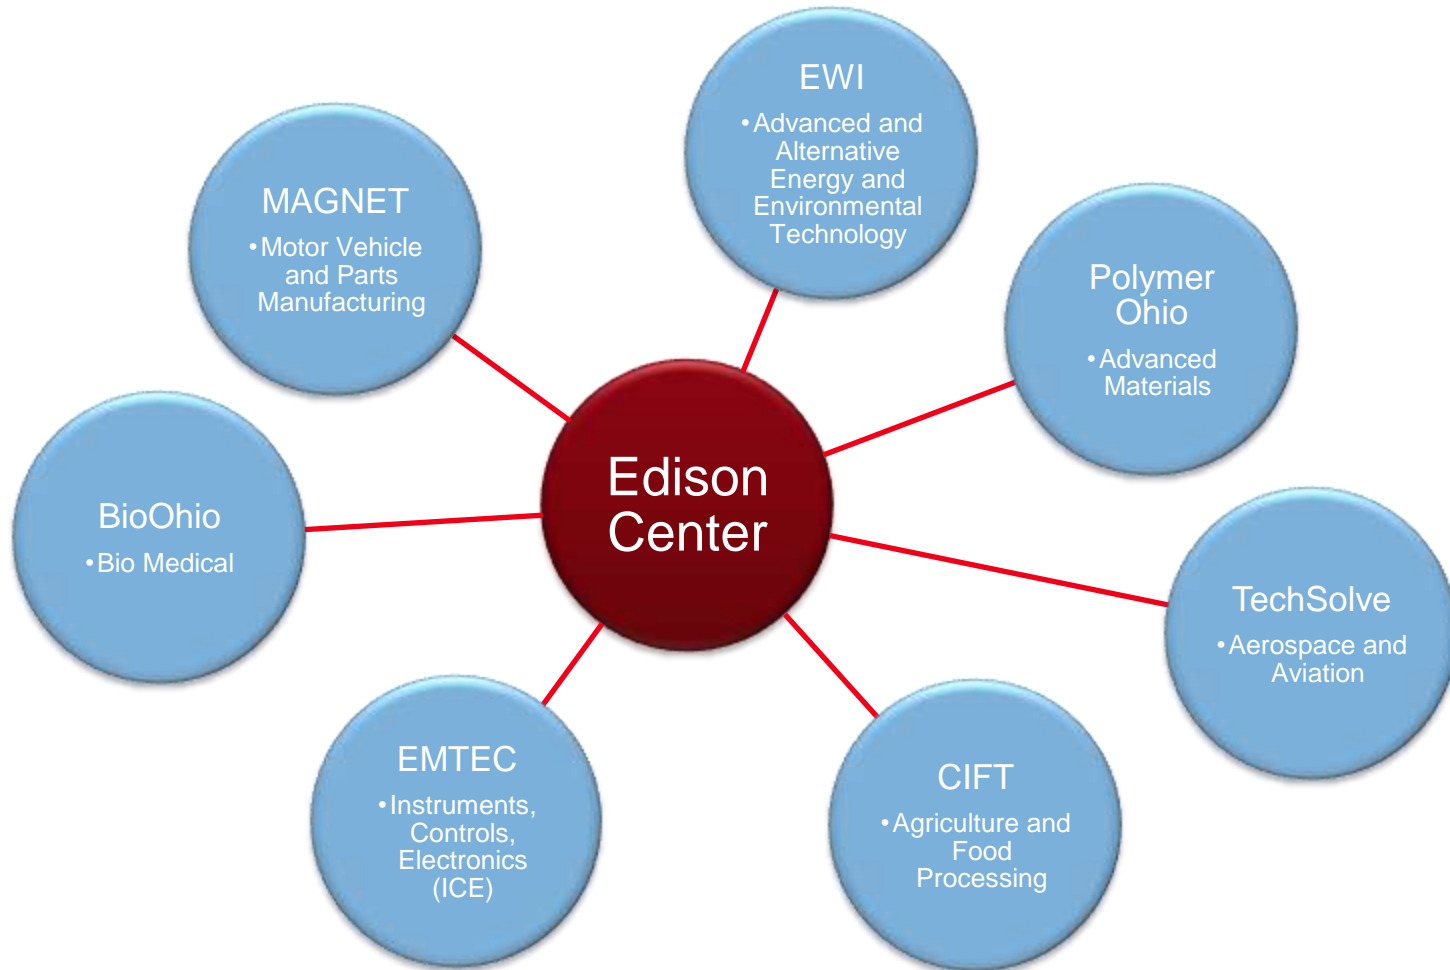 EWI
•Advanced and
Alternative
Energy and
Environmental
Technology
MAGNET
•Motor Vehicle
and Parts
Manufacturing
Polymer
Ohio
•Advanced
Materials
Edison
Center
BioOhio
•Bio Medical
TechSolve
•Aerospace and
Aviation
EMTEC
•Instruments,
Controls,
Electronics
(ICE)
CIFT
•Agriculture and
Food
Processing